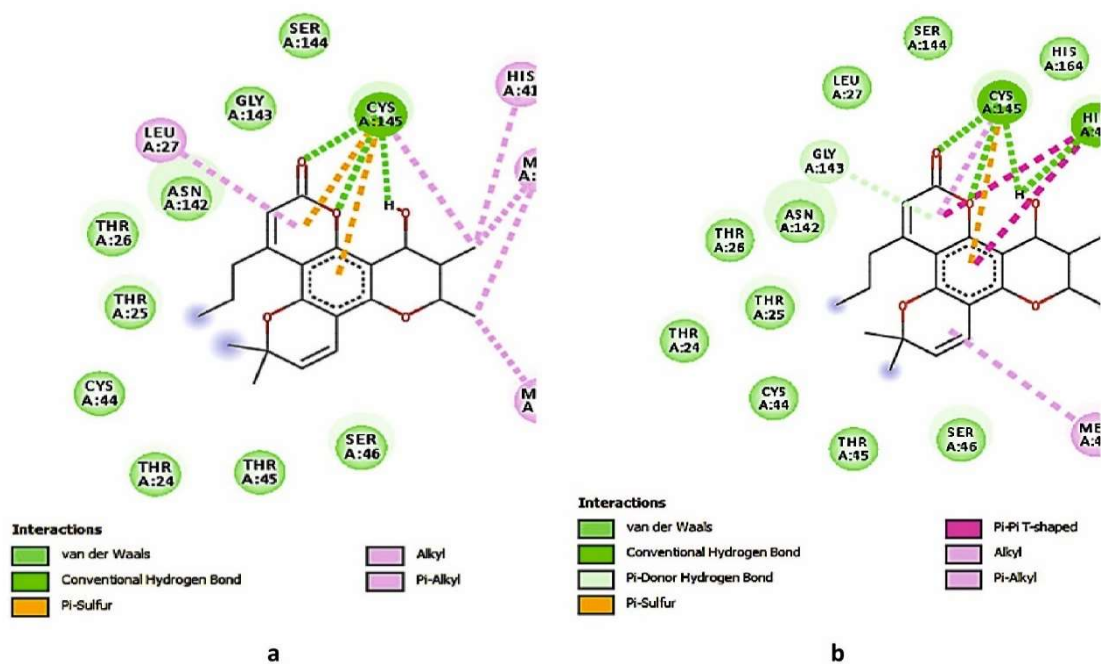 SER
A:144
HIS
A:41
GLY
A:143
CYS
A:145
LEU
A:27
M
A:
ASN
A:142
O
O
H
O
THR
A:26
THR
A:25
O
O
M
A
CYS
A:44
SER
A:46
THR
A:24
THR
A:45
Interactions
van der Waals
Conventional Hydrogen Bond
Pi-Sulfur
Alkyl
Pi-Alkyl
a
SER
A:144
HIS
A:164
LEU
A:27
CYS
A:145
HI
A:4
GLY
A:143
O
ASN
A:142
H
O
O
THR
A:26
THR
A:25
O
O
THR
A:24
CYS
A:44
THR
A:45
SER
A:46
ME
A:4
Interactions
van der Waals
Conventional Hydrogen Bond
Pi-Donor Hydrogen Bond
Pi-Sulfur
Pi-Pi T-shaped
Alkyl
Pi-Alkyl
b